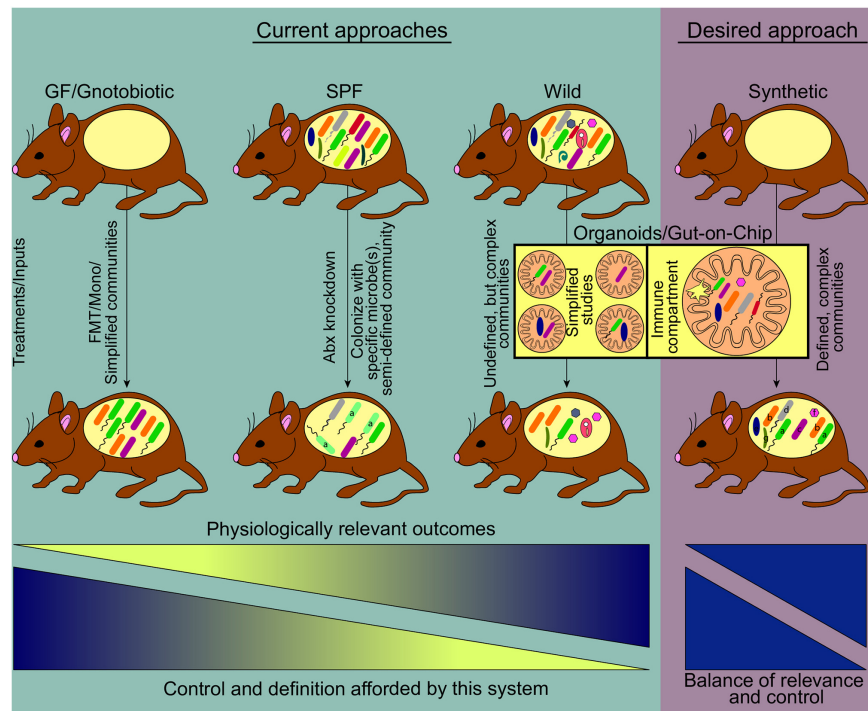 Current approaches
Desired approach
GF/Gnotobiotic
SPF
Wild
Synthetic
Treatments/Inputs
FMT/Mono/
Simplified communities
Abx knockdown
Colonize with
specific microbe(s),
semi-defined community
Undefined, but complex
communities
Organoids/Gut-on-Chip
Simplified
studies
Immune
compartment
Defined, complex
communities
a
a
a
b
d
f
b
a
Physiologically relevant outcomes
Control and definition afforded by this system
Balance of relevance
and control